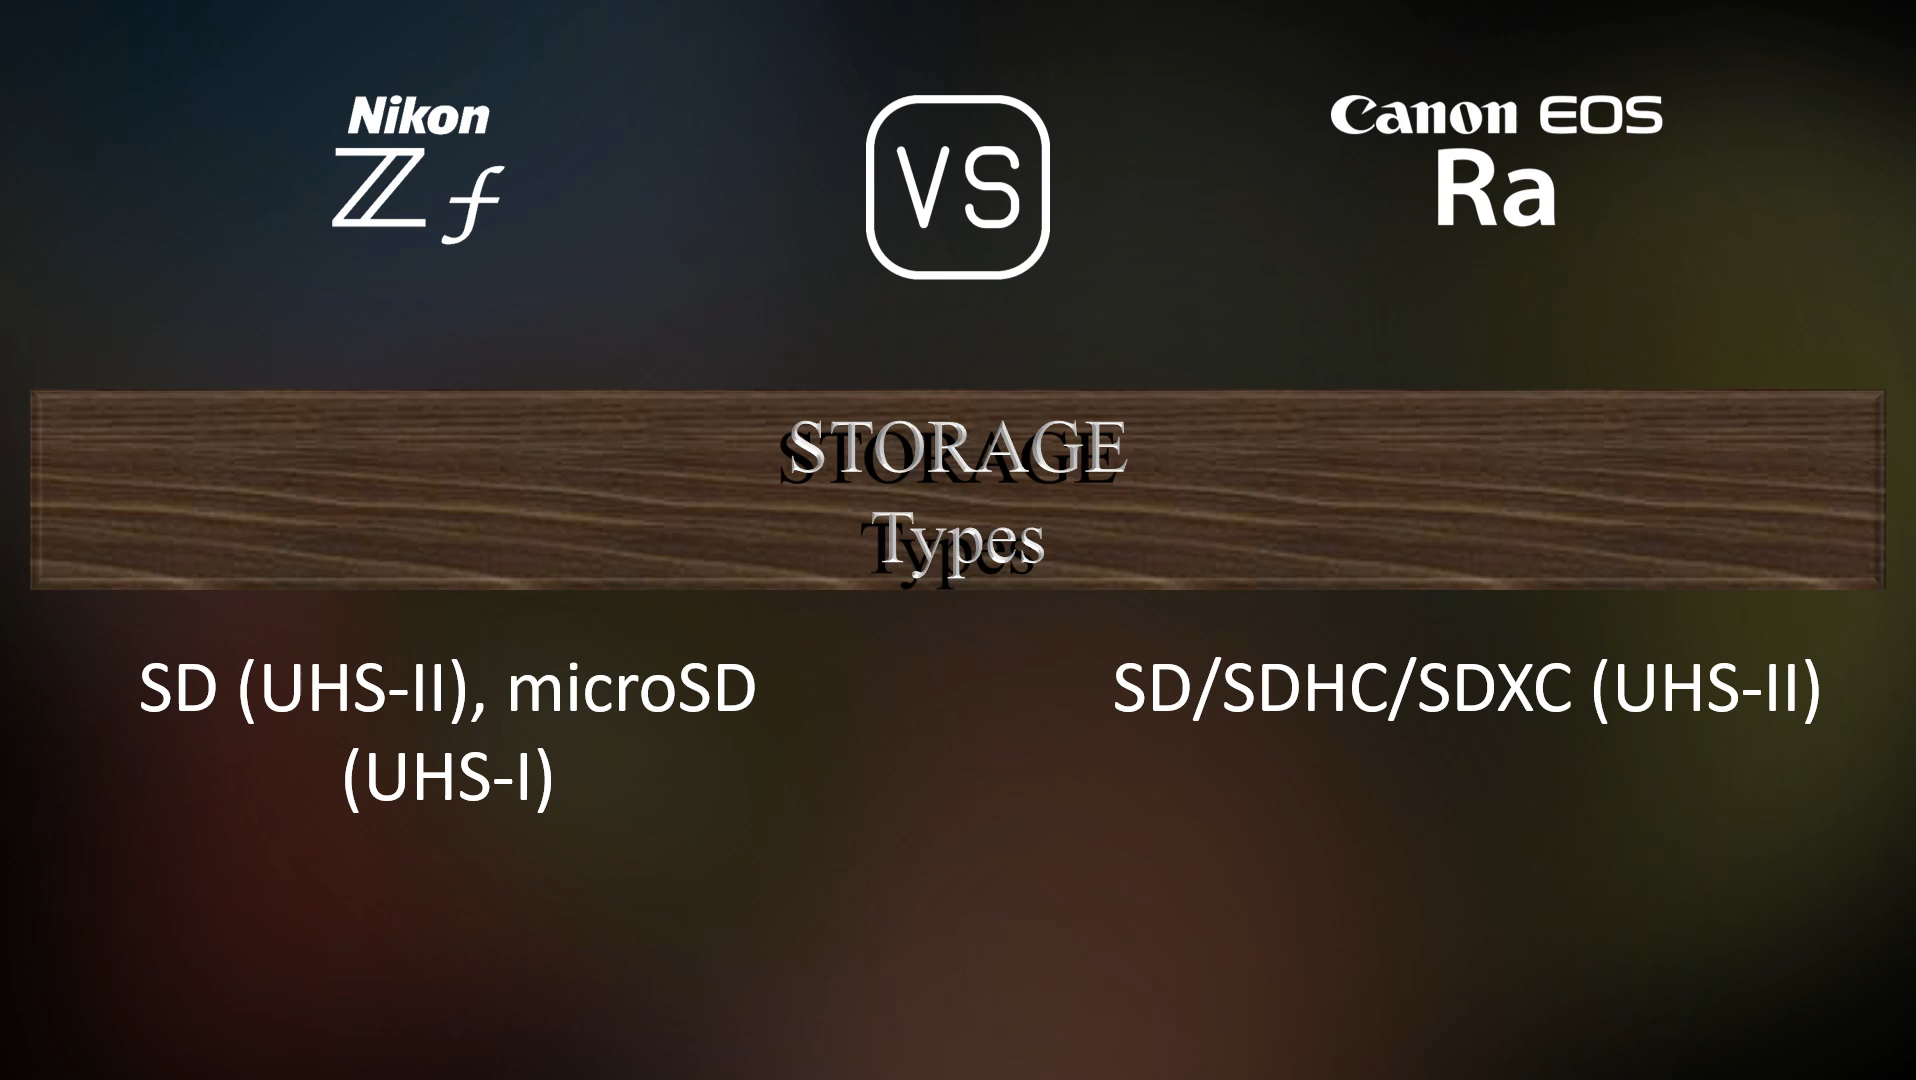 Nikon
Z f
VS
Canon EOS
Ra
STORAGE
Types
SD (UHS-II), microSD
(UHS-I)
SD/SDHC/SDXC (UHS-II)